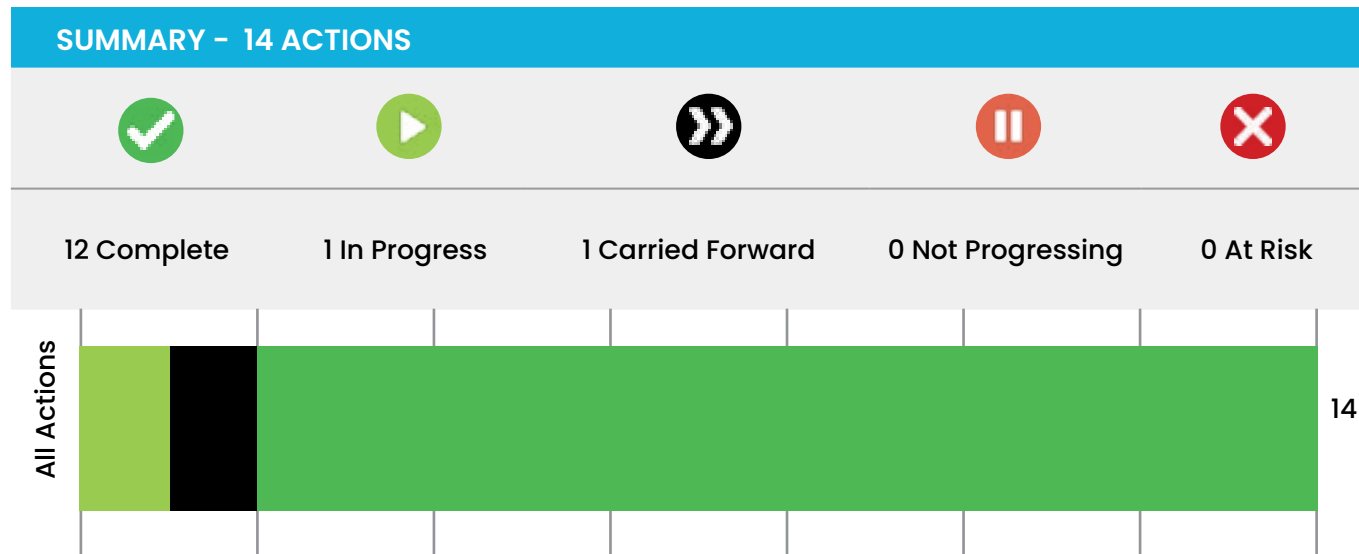 SUMMARY - 14 ACTIONS
12 Complete
1 In Progress
1 Carried Forward
0 Not Progressing
0 At Risk
All Actions
14